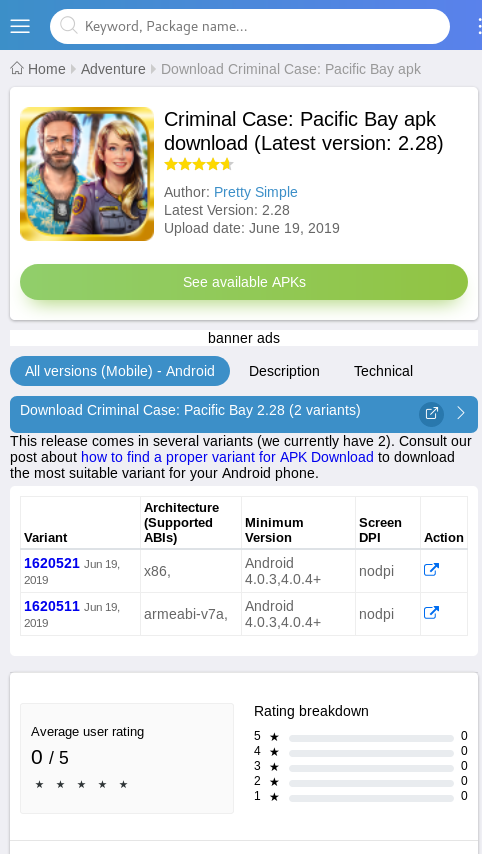 Keyword, Package name...
Home Adventure Download Criminal Case: Pacific Bay apk
Criminal Case: Pacific Bay apk
download (Latest version: 2.28)
Author: Pretty Simple
Latest Version: 2.28
Upload date: June 19, 2019
See available APKs
banner ads
All versions (Mobile) - Android Description Technical
Download Criminal Case: Pacific Bay 2.28 (2 variants)
This release comes in several variants (we currently have 2). Consult our
post about how to find a proper variant for APK Download to download
the most suitable variant for your Android phone.
Variant Architecture (Supported ABIs) Minimum Version Screen DPI Action
1620521 Jun 19, 2019 x86, Android 4.0.3,4.0.4+ nodpi
1620511 Jun 19, 2019 armeabi-v7a, Android 4.0.3,4.0.4+ nodpi
Average user rating
0 / 5
★ ★ ★ ★ ★
Rating breakdown
5 ★ 0
4 ★ 0
3 ★ 0
2 ★ 0
1 ★ 0